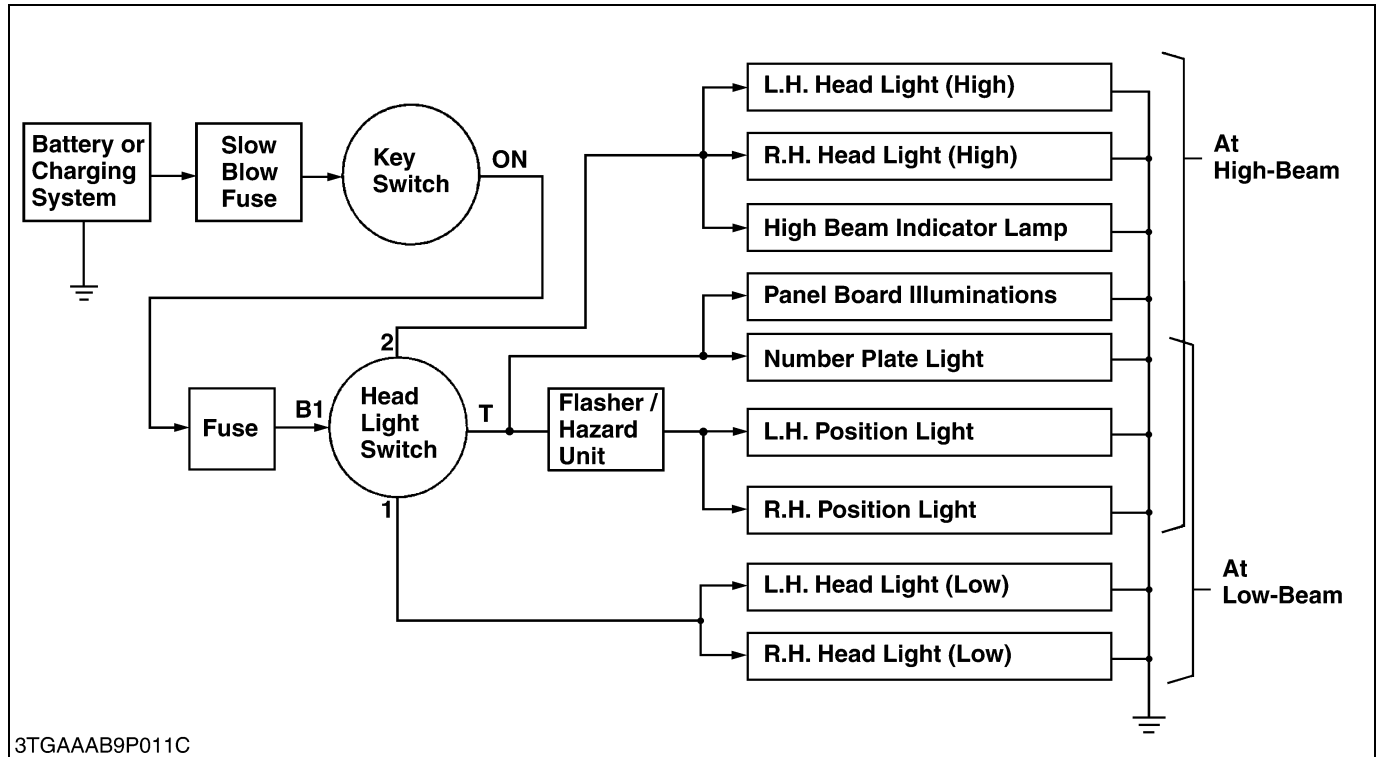 Battery or
Charging
System
Slow
Blow
Fuse
Key
Switch
ON
L.H. Head Light (High)
R.H. Head Light (High)
High Beam Indicator Lamp
At
High-Beam
Panel Board Illuminations
Number Plate Light
2
Fuse
B1
Head
Light
Switch
T
1
Flasher /
Hazard
Unit
L.H. Position Light
R.H. Position Light
L.H. Head Light (Low)
R.H. Head Light (Low)
At
Low-Beam
3TGAAAB9P011C